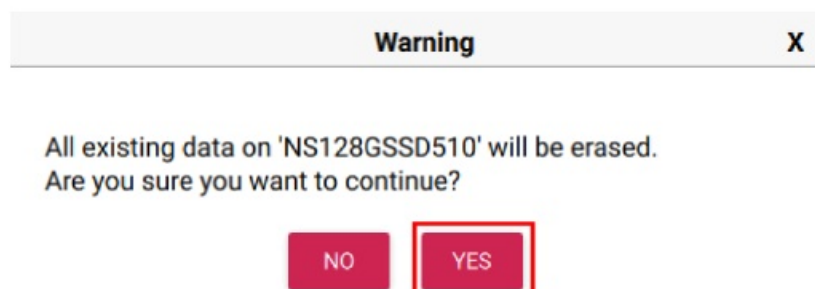 Warning X
All existing data on 'NS128GSSD510' will be erased.
Are you sure you want to continue?
NO YES